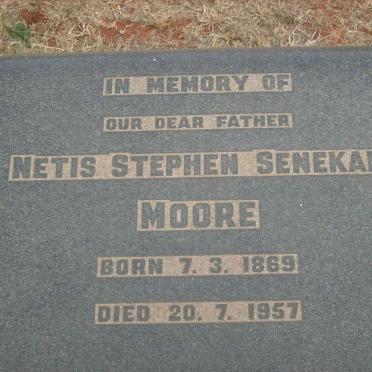 IN MEMORY OF
OUR DEAR FATHER
NETIS STEPHEN SENEKAL
MOORE
BORN 7. 3. 1869
DIED 20. 7. 1957